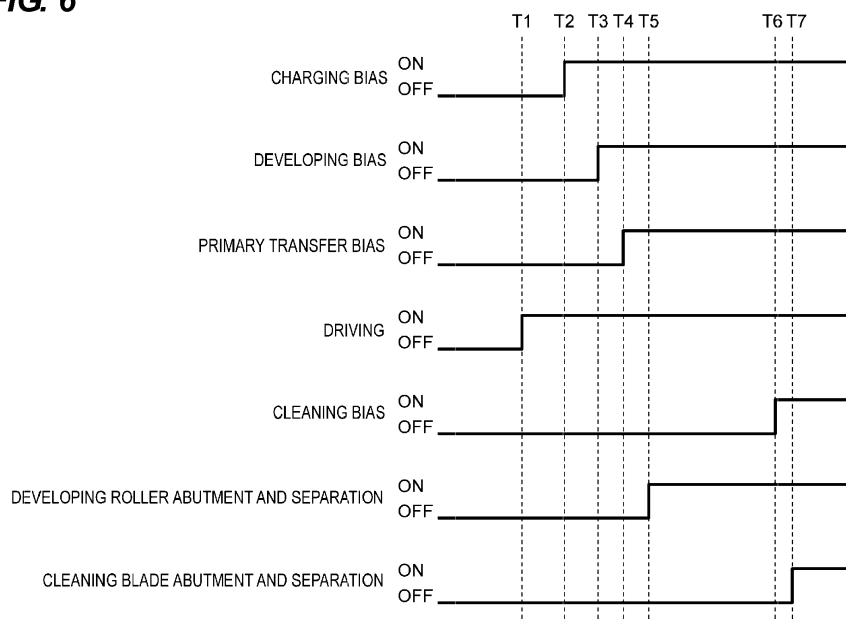 FIG. 6
T1 T2 T3 T4 T5 T6 T7
CHARGING BIAS ON
OFF
DEVELOPING BIAS ON
OFF
PRIMARY TRANSFER BIAS ON
OFF
DRIVING ON
OFF
CLEANING BIAS ON
OFF
DEVELOPING ROLLER ABUTMENT AND SEPARATION ON
OFF
CLEANING BLADE ABUTMENT AND SEPARATION ON
OFF